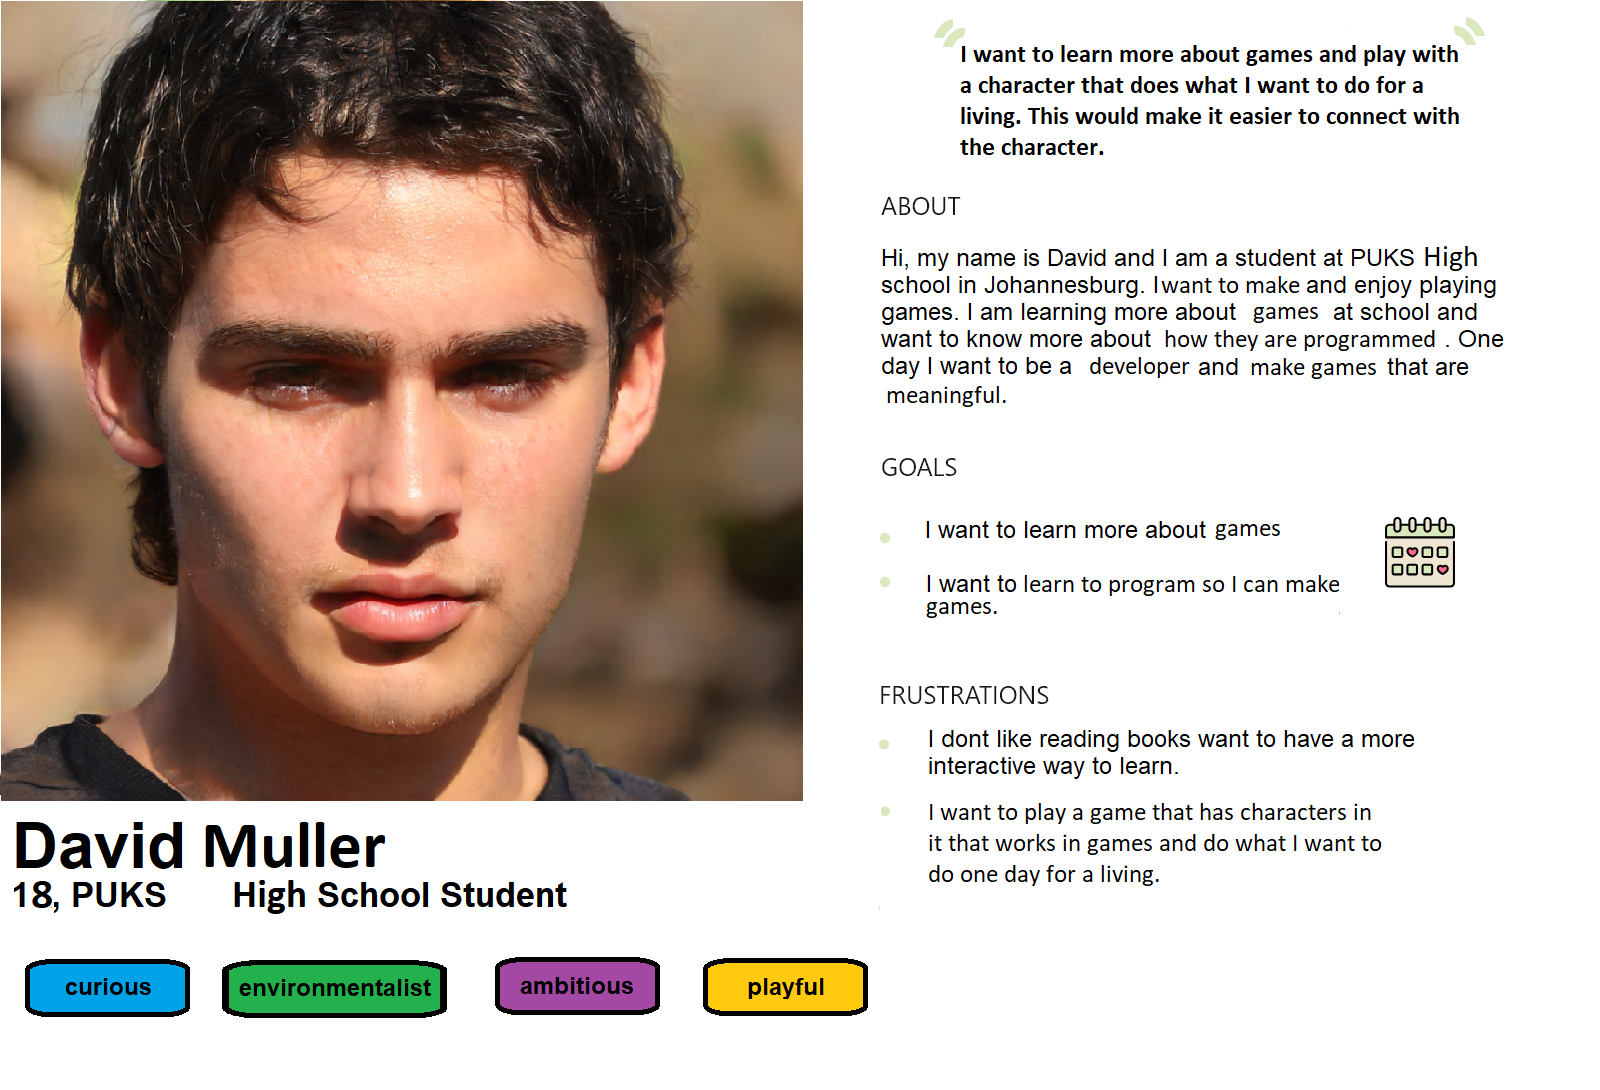 I want to learn more about games and play with
a character that does what I want to do for a
living. This would make it easier to connect with
the character.
ABOUT
Hi, my name is David and I am a student at PUKS High
school in Johannesburg. I want to make and enjoy playing
games. I am learning more about games at school and
want to know more about how they are programmed . One
day I want to be a developer and make games that are
meaningful.
GOALS
I want to learn more about games
I want to learn to program so I can make
games.
FRUSTRATIONS
I dont like reading books want to have a more
interactive way to learn.
I want to play a game that has characters in
it that works in games and do what I want to
do one day for a living.
David Muller
18, PUKS High School Student
curious
environmentalist
ambitious
playful